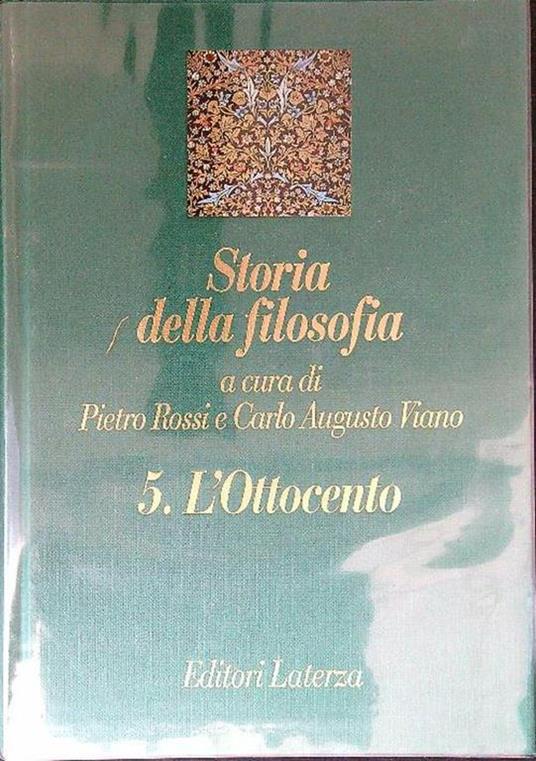 Storia
della filosofia
a cura di
Pietro Rossi e Carlo Augusto Viano
5. L'Ottocento
Editori Laterza